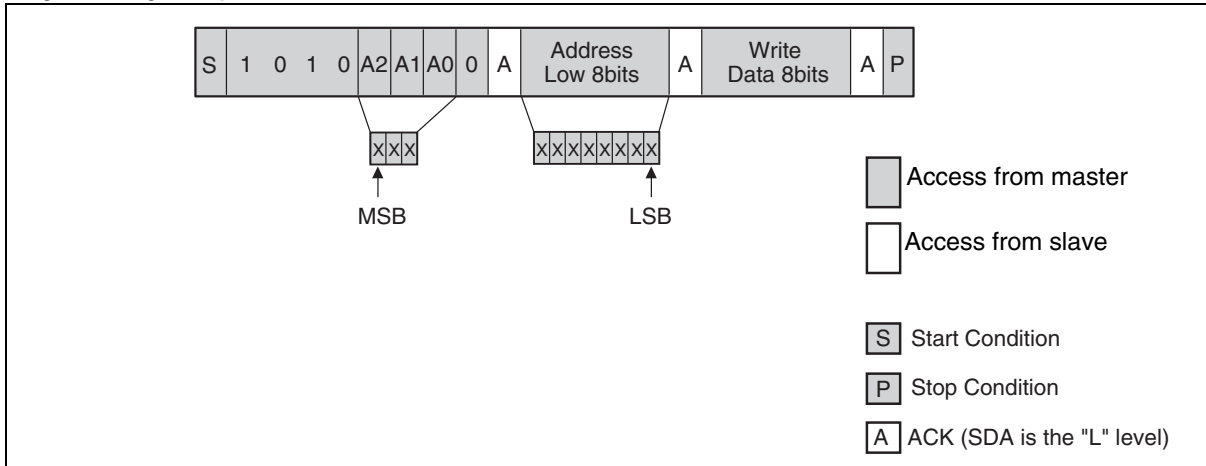 S 1 0 1 0 A2 A1 A0 0 A Address Low 8bits A Write Data 8bits A P
XXX XXXXXXXX
MSB LSB
Access from master
Access from slave
S Start Condition
P Stop Condition
A ACK (SDA is the "L" level)